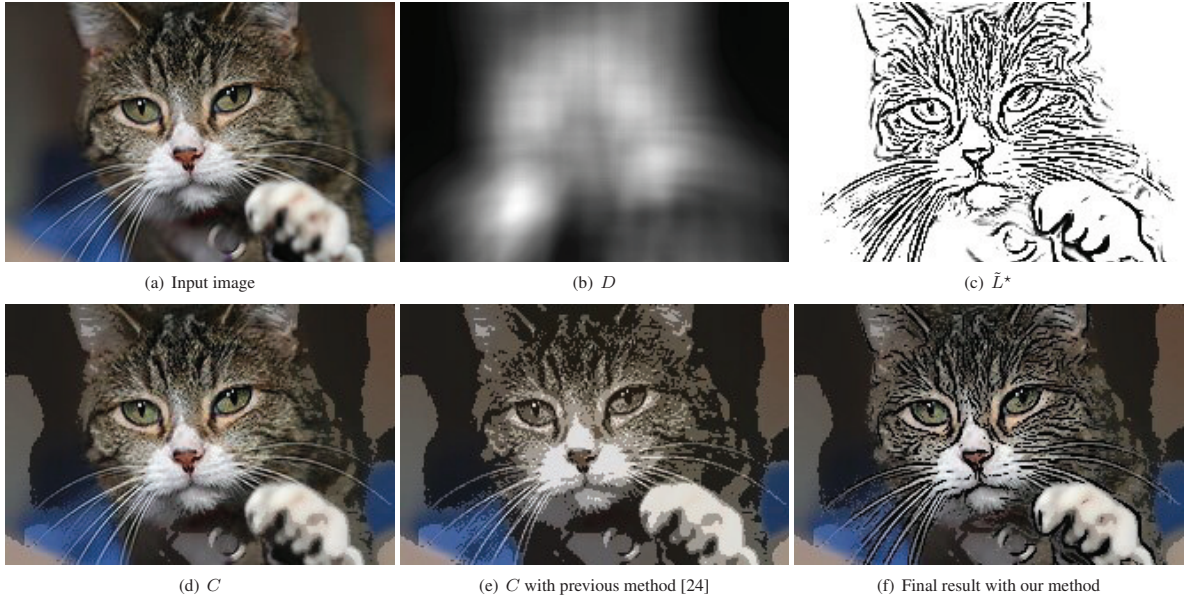 (a) Input image
(b) D
(c) L̃⋆
(d) C
(e) C with previous method [24]
(f) Final result with our method